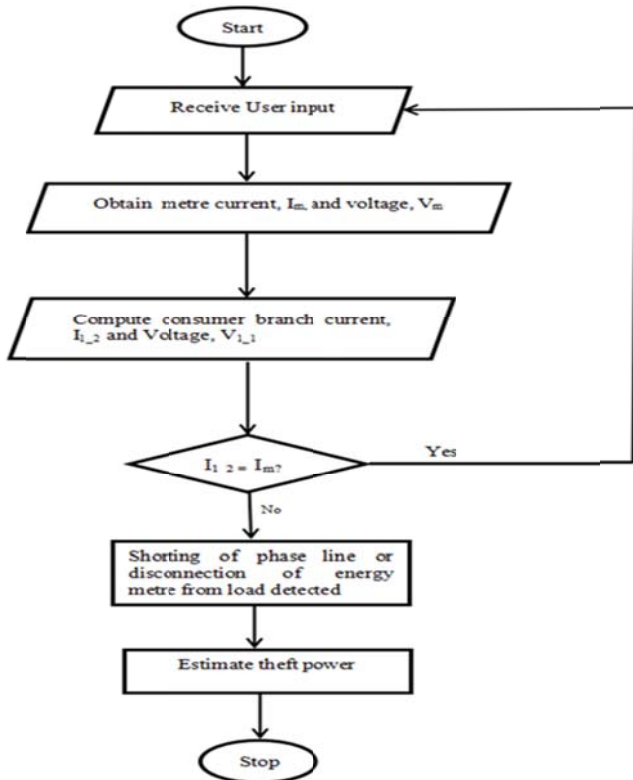 Start
Receive User input
Obtain metre current, Iₘ and voltage, Vₘ
Compute consumer branch current,
I₁_₂ and Voltage, V₁_₁
I₁ ₂ = Iₘ?
Yes
No
Shorting of phase line or
disconnection of energy
metre from load detected
Estimate theft power
Stop